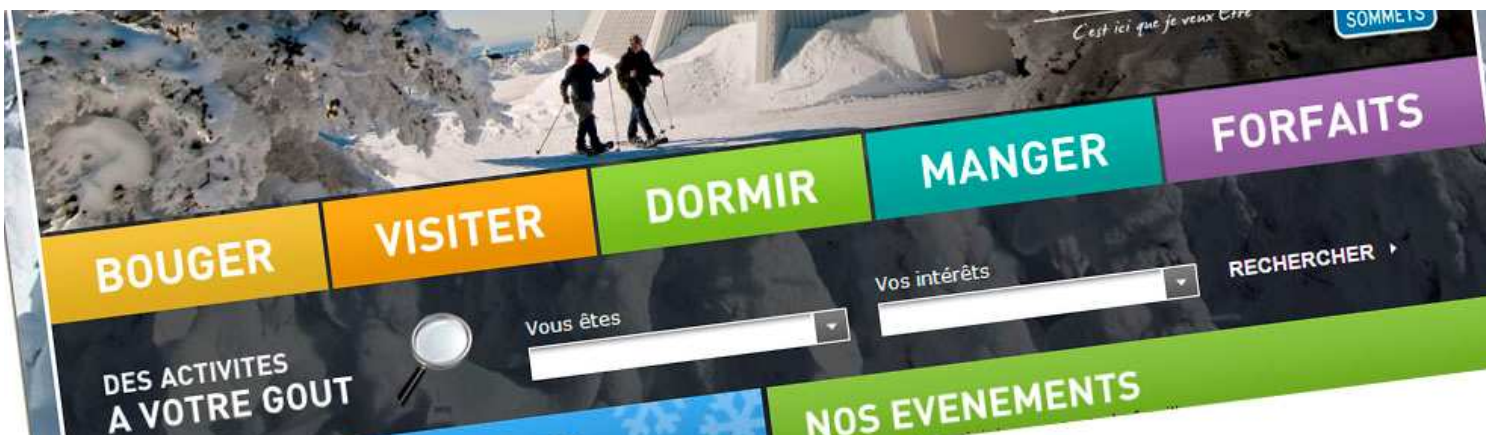 C'est ici que je veux Être
SOMMETS
BOUGER
VISITER
DORMIR
MANGER
FORFAITS
DES ACTIVITES
A VOTRE GOUT
Vous êtes
Vos intérêts
RECHERCHER
NOS EVENEMENTS